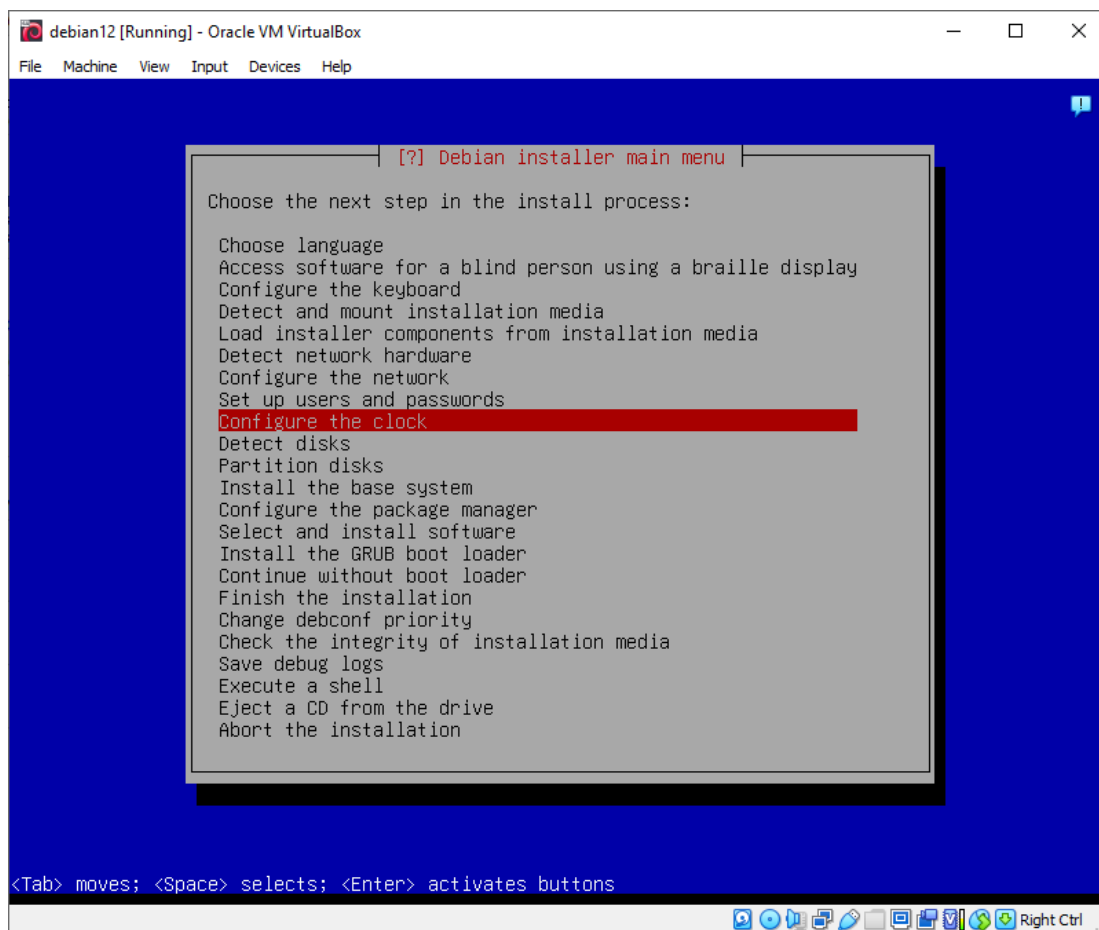 debian12 [Running] - Oracle VM VirtualBox
File Machine View Input Devices Help
[?] Debian installer main menu
Choose the next step in the install process:
Choose language
Access software for a blind person using a braille display
Configure the keyboard
Detect and mount installation media
Load installer components from installation media
Detect network hardware
Configure the network
Set up users and passwords
Configure the clock
Detect disks
Partition disks
Install the base system
Configure the package manager
Select and install software
Install the GRUB boot loader
Continue without boot loader
Finish the installation
Change debconf priority
Check the integrity of installation media
Save debug logs
Execute a shell
Eject a CD from the drive
Abort the installation
<Tab> moves; <Space> selects; <Enter> activates buttons
Right Ctrl